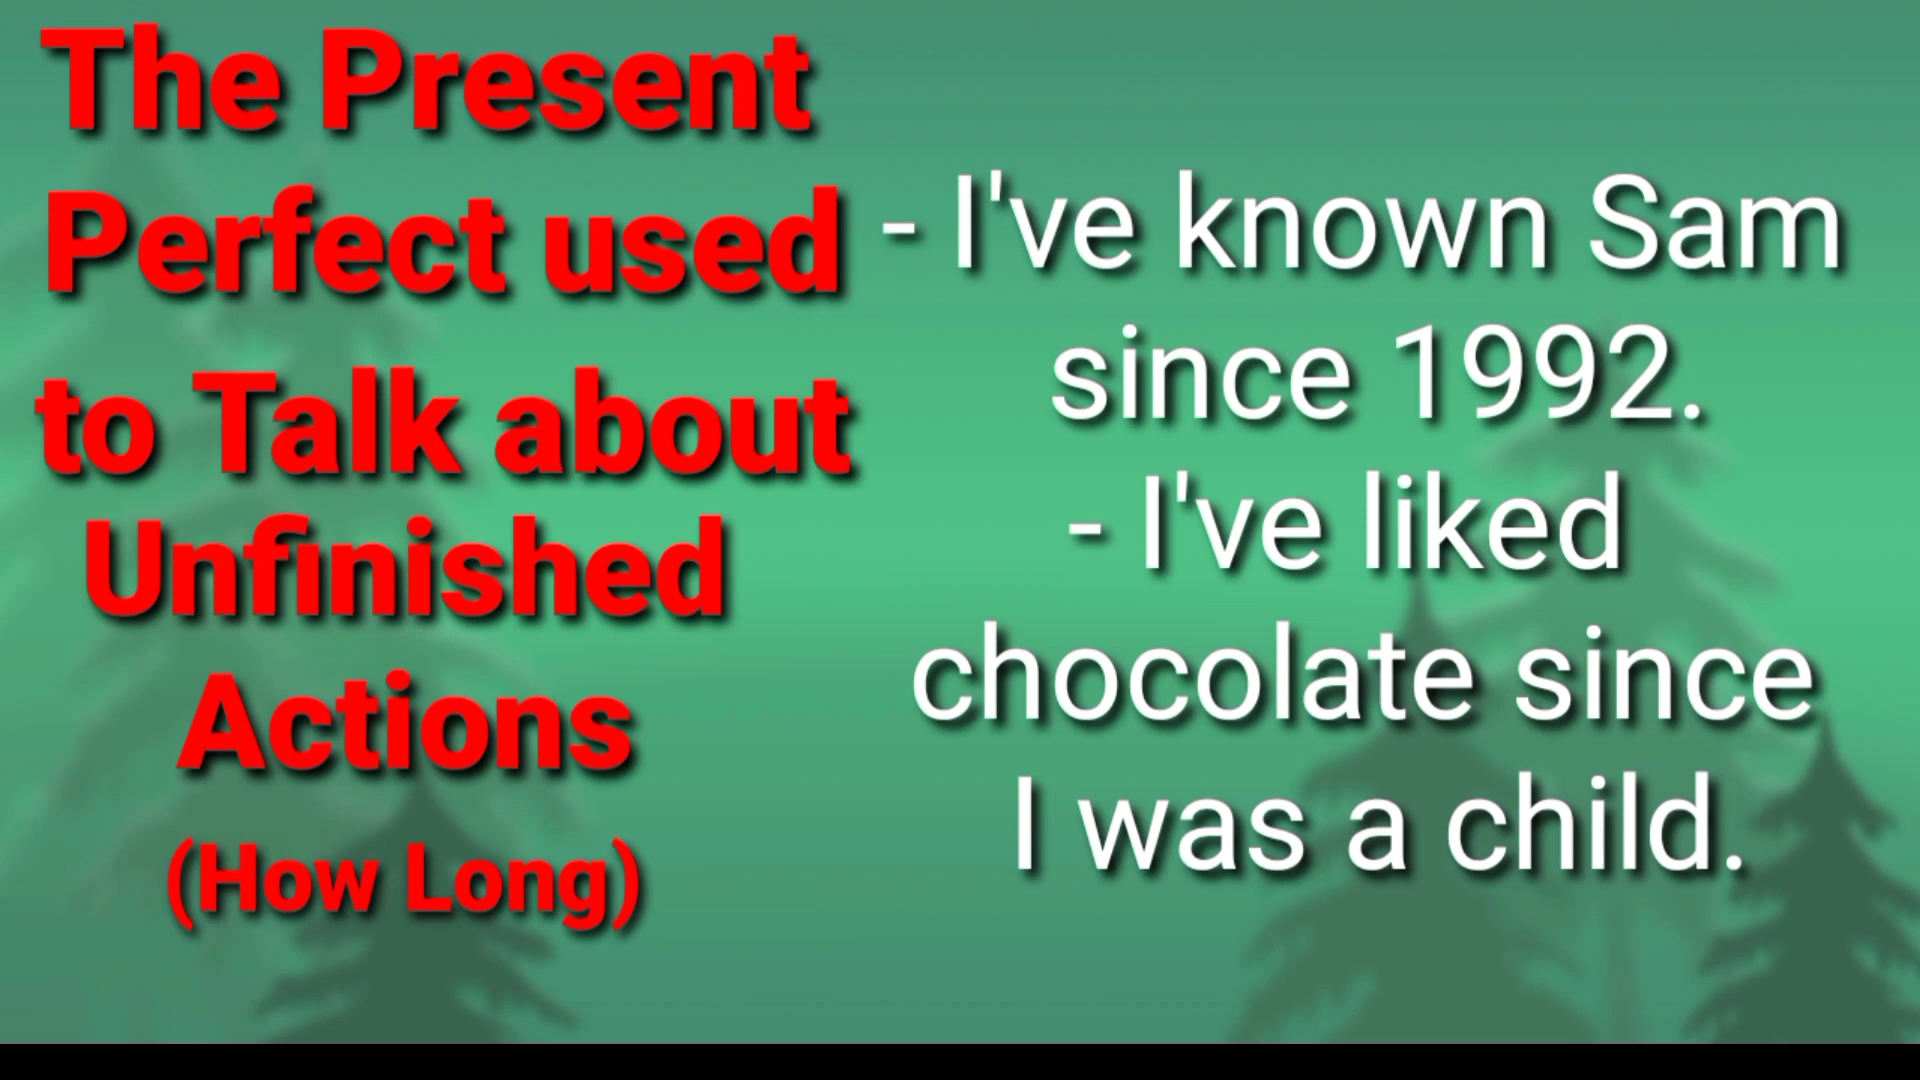 The Present
Perfect used
to Talk about
Unfinished
Actions
(How Long)
- I've known Sam
since 1992.
- I've liked
chocolate since
I was a child.